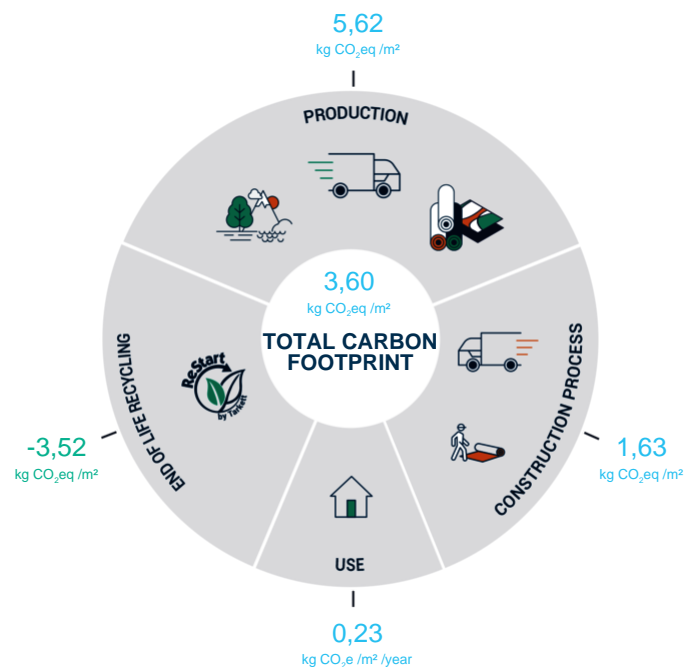 5,62
kg CO₂eq /m²
PRODUCTION
3,60
kg CO₂eq /m²
TOTAL CARBON
FOOTPRINT
END OF LIFE RECYCLING
ReStart
by Tarkett
CONSTRUCTION PROCESS
-3,52
kg CO₂eq /m²
1,63
kg CO₂eq /m²
USE
0,23
kg CO₂e /m² /year